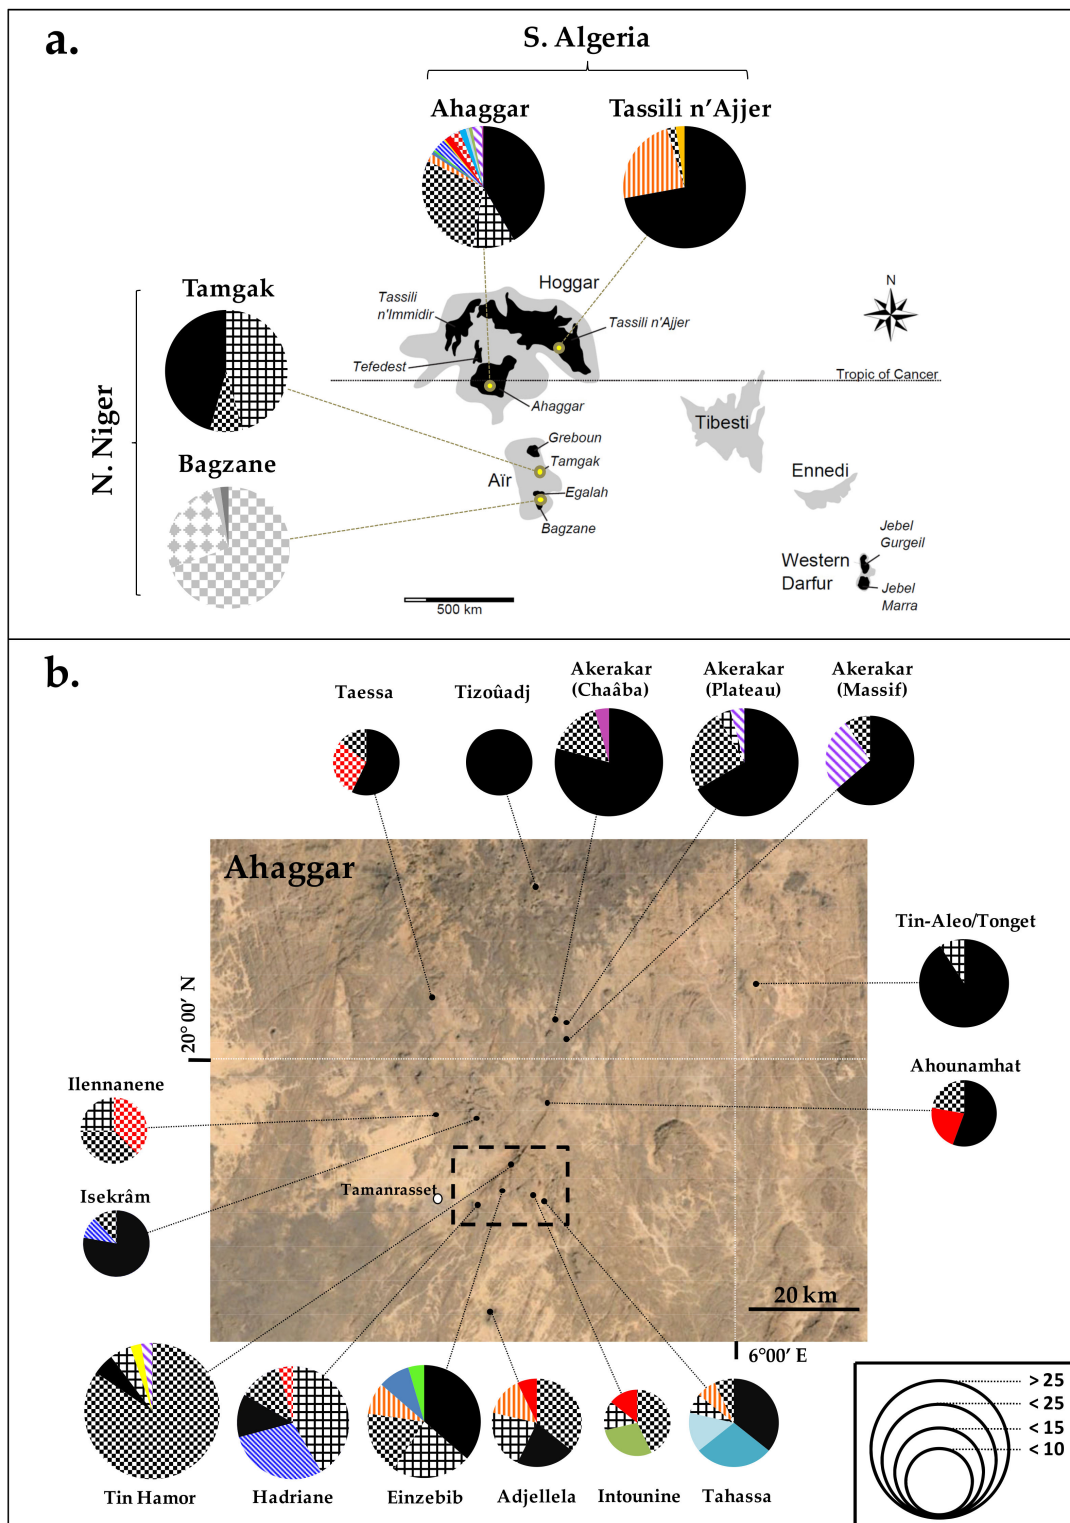 a.
S. Algeria
Ahaggar
Tassili n’Ajjer
Tamgak
N. Niger
Bagzane
Hoggar
Tassili
n'Immidir
Tassili n'Ajjer
Tefedest
Ahaggar
N
Tropic of Cancer
Tibesti
Greboun
Tamgak
Aïr
Egalah
Bagzane
Ennedi
Jebel
Gurgeil
Western
Darfur
Jebel
Marra
500 km
b.
Taessa
Tizoûadj
Akerakar
(Chaâba)
Akerakar
(Plateau)
Akerakar
(Massif)
Ahaggar
Tin-Aleo/Tonget
20° 00′ N
Ahounamhat
Ilennanene
Isekrâm
Tamanrasset
20 km
6°00′ E
Tin Hamor
Hadriane
Einzebib
Adjellela
Intounine
Tahassa
> 25
< 25
< 15
< 10